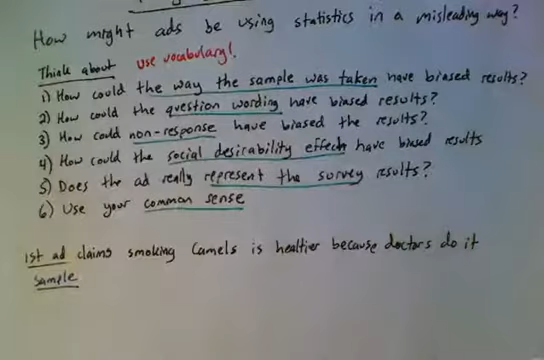 How might ads be using statistics in a misleading way?
Think about Use vocabulary!
1) How could the way the sample was taken have biased results?
2) How could the question wording have biased results?
3) How could non-response have biased the results?
4) How could the social desirability effect have biased results
5) Does the ad really represent the survey results?
6) Use your common sense
1st ad claims smoking Camels is healthier because doctors do it
Sample